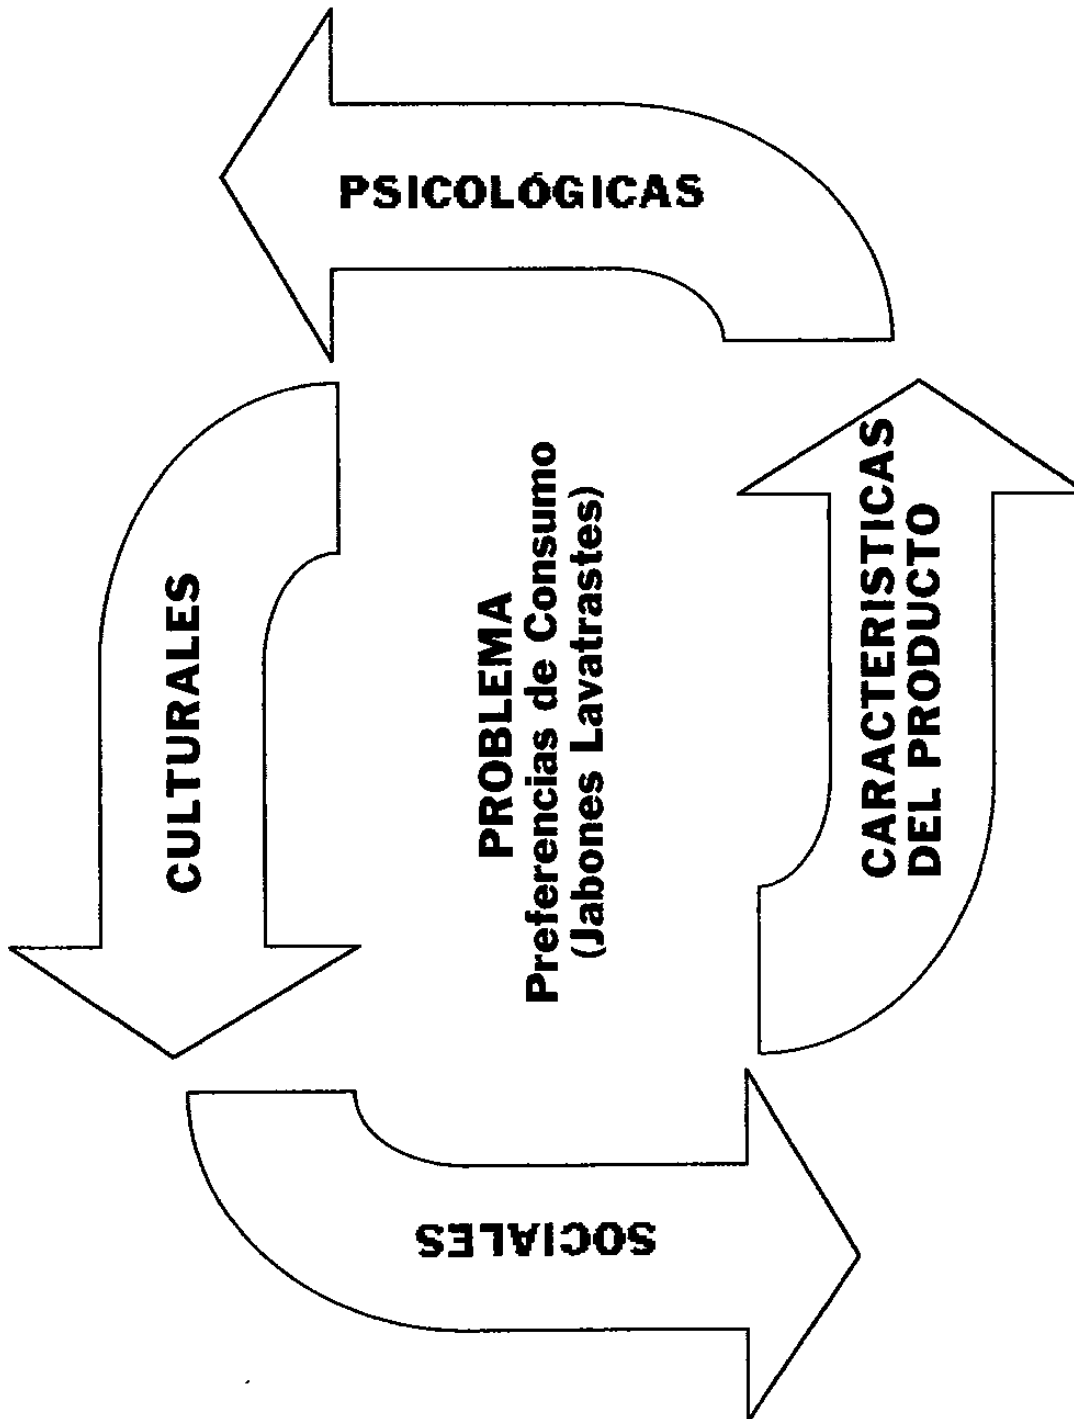 CULTURALES
SOCIALES
PROBLEMA
Preferencias de Consumo
(Jabones Lavatrastes)
PSICOLÓGICAS
CARACTERISTICAS
DEL PRODUCTO